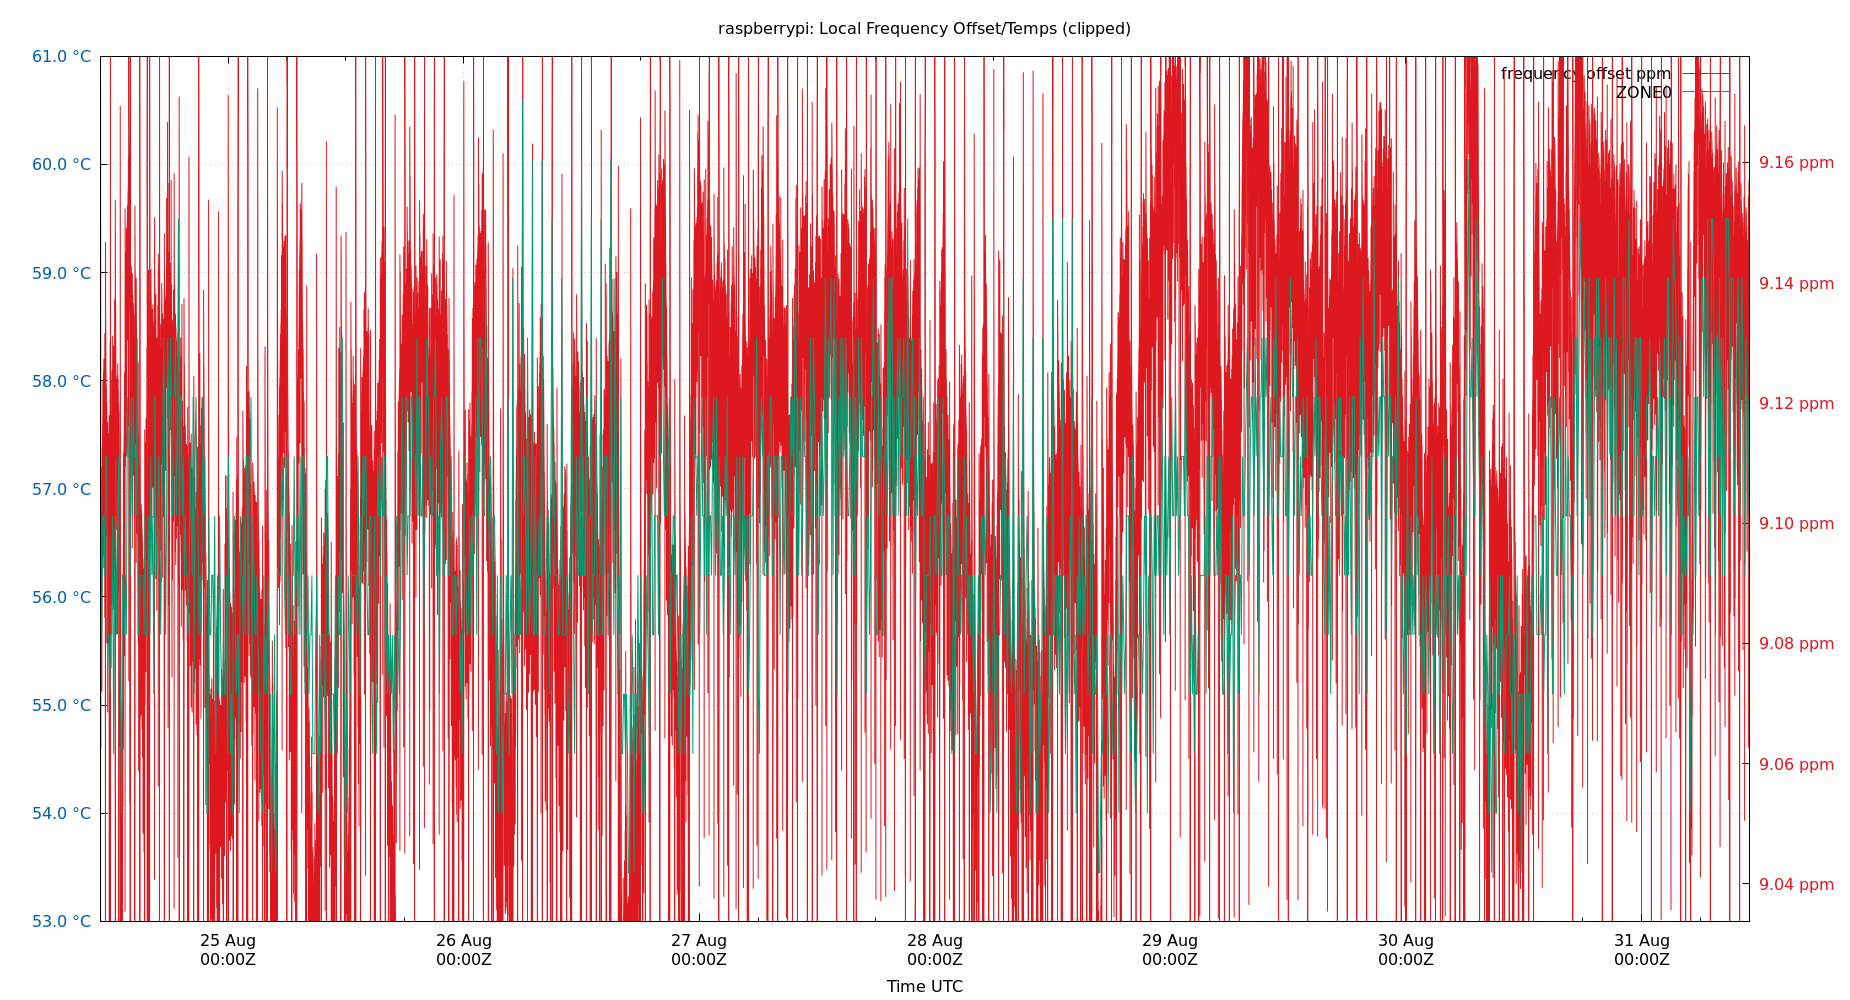 raspberrypi: Local Frequency Offset/Temps (clipped)
61.0 °C
60.0 °C
59.0 °C
58.0 °C
57.0 °C
56.0 °C
55.0 °C
54.0 °C
53.0 °C
frequency offset ppm
ZONE0
9.16 ppm
9.14 ppm
9.12 ppm
9.10 ppm
9.08 ppm
9.06 ppm
9.04 ppm
25 Aug 26 Aug 27 Aug 28 Aug 29 Aug 30 Aug 31 Aug
00:00Z 00:00Z 00:00Z 00:00Z 00:00Z 00:00Z 00:00Z
Time UTC